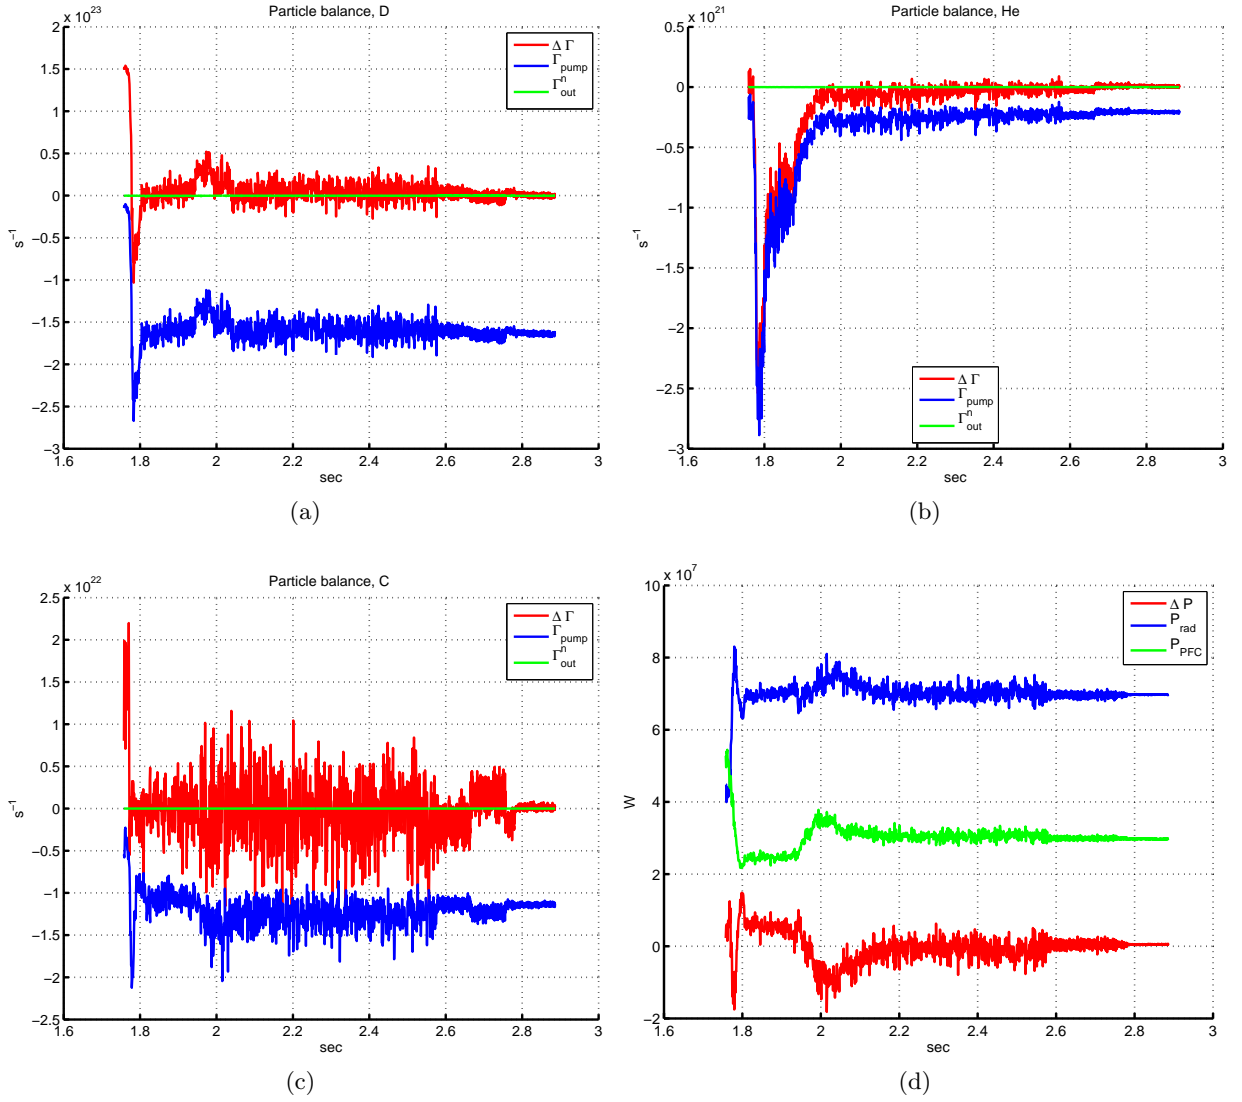 Particle balance, D
x 10^23
2
1.5
1
0.5
0
−0.5
−1
−1.5
−2
−2.5
−3
s^−1
1.6
1.8
2
2.2
2.4
2.6
2.8
3
sec
Δ Γ
Γ_pump
Γ^n_out
(a)
Particle balance, He
x 10^21
0.5
0
−0.5
−1
−1.5
−2
−2.5
−3
s^−1
1.6
1.8
2
2.2
2.4
2.6
2.8
3
sec
Δ Γ
Γ_pump
Γ^n_out
(b)
Particle balance, C
x 10^22
2.5
2
1.5
1
0.5
0
−0.5
−1
−1.5
−2
−2.5
s^−1
1.6
1.8
2
2.2
2.4
2.6
2.8
3
sec
Δ Γ
Γ_pump
Γ^n_out
(c)
x 10^7
10
8
6
4
2
0
−2
W
1.6
1.8
2
2.2
2.4
2.6
2.8
3
sec
Δ P
P_rad
P_PFC
(d)